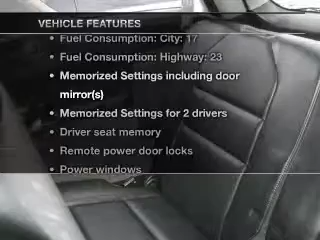 VEHICLE FEATURES
• Fuel Consumption: City: 17
• Fuel Consumption: Highway: 23
• Memorized Settings including door
mirror(s)
• Memorized Settings for 2 drivers
• Driver seat memory
• Remote power door locks
• Power windows